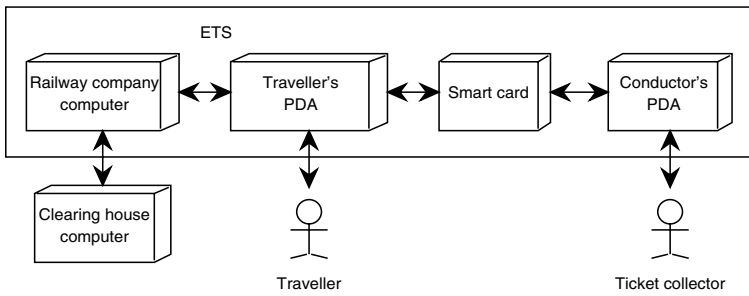 ETS
Railway company
computer
Traveller's
PDA
Smart card
Conductor's
PDA
Clearing house
computer
Traveller
Ticket collector